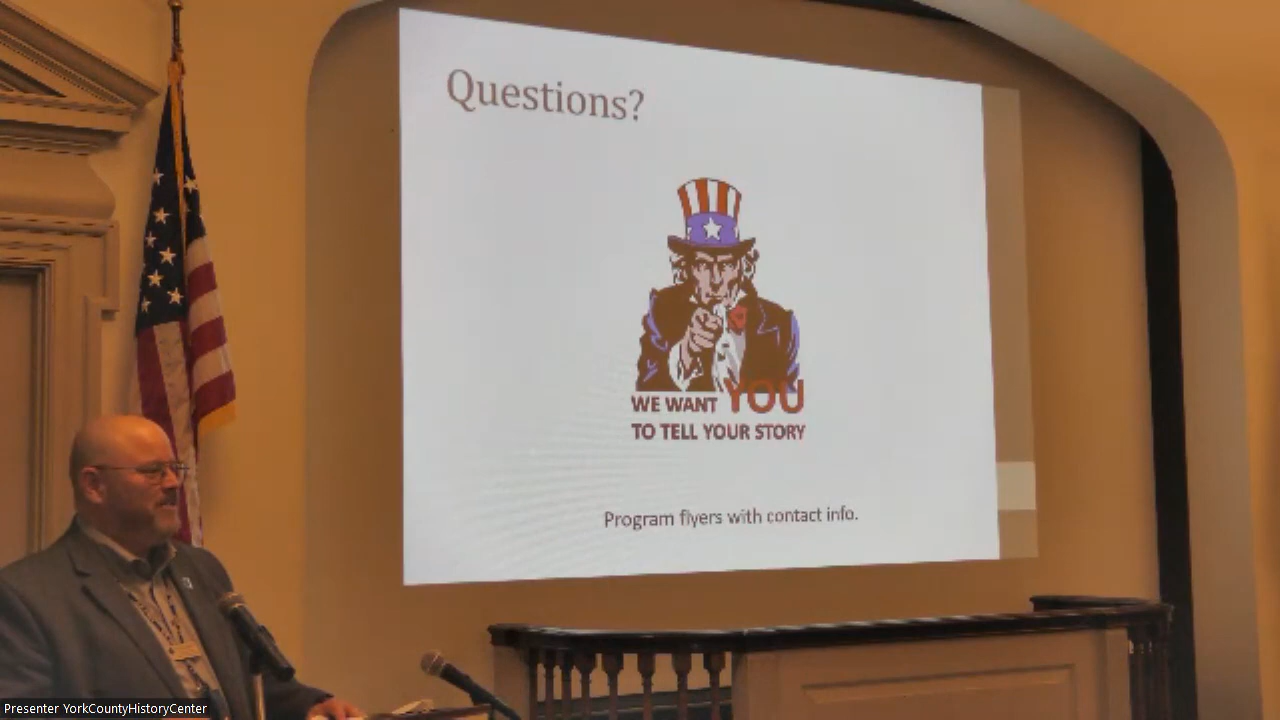 Questions?
WE WANT YOU
TO TELL YOUR STORY
Program flyers with contact info.
Presenter YorkCountyHistoryCenter